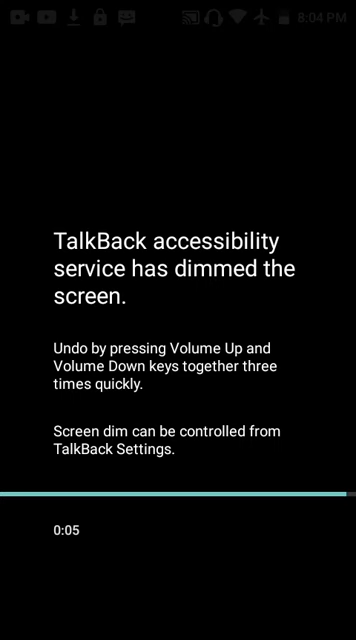 8:04 PM
TalkBack accessibility
service has dimmed the
screen.
Undo by pressing Volume Up and
Volume Down keys together three
times quickly.
Screen dim can be controlled from
TalkBack Settings.
0:05